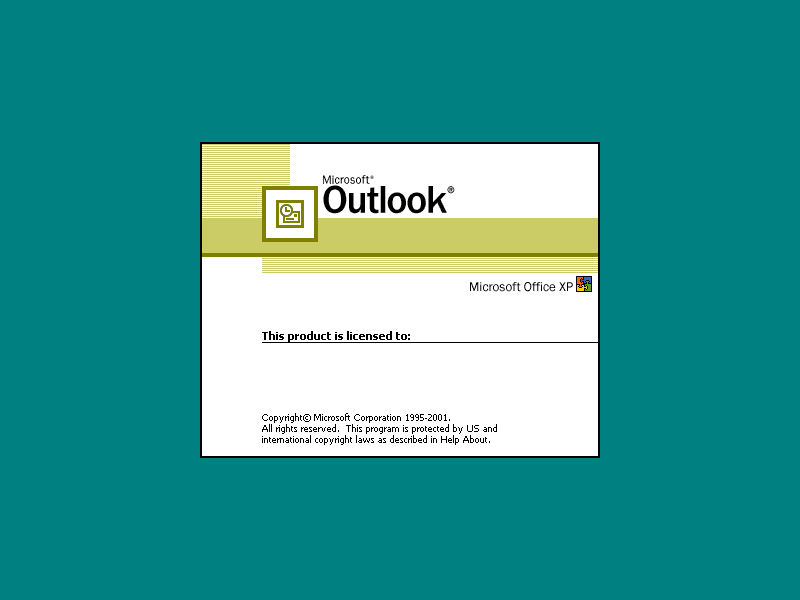 Microsoft®
Outlook®
Microsoft Office XP
This product is licensed to:
Copyright© Microsoft Corporation 1995-2001.
All rights reserved.  This program is protected by US and
international copyright laws as described in Help About.